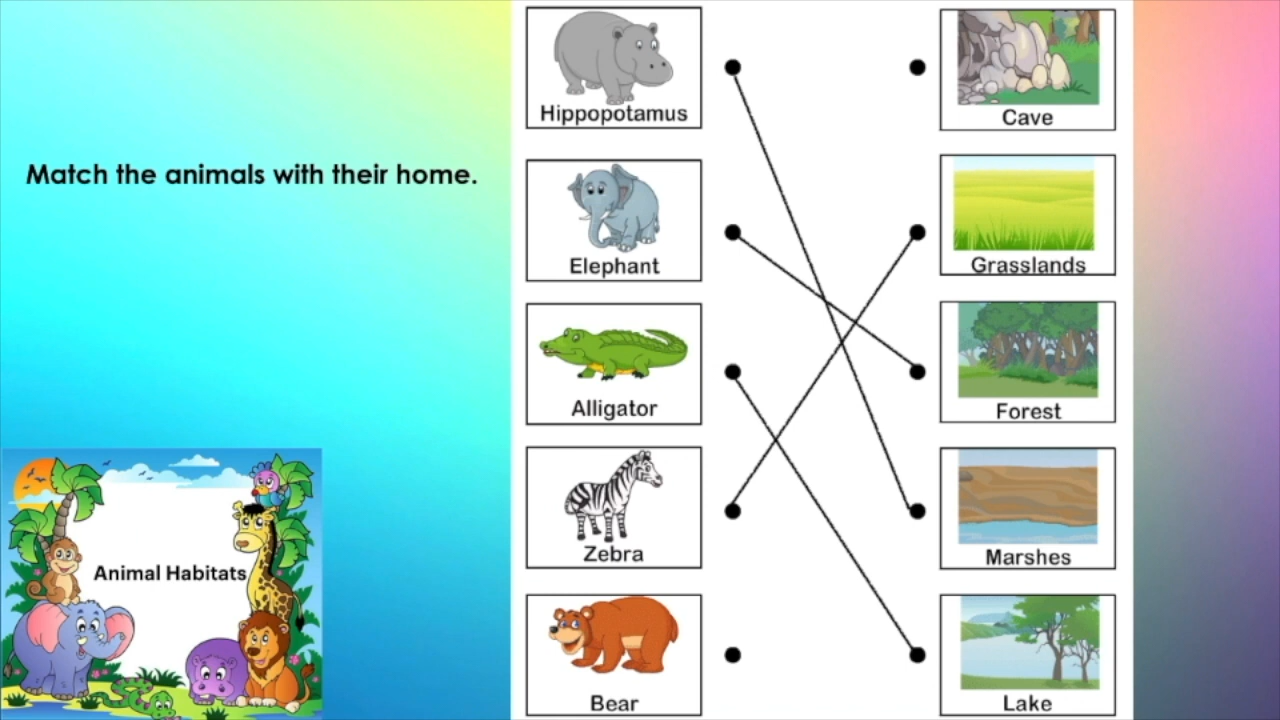 Match the animals with their home.
Animal Habitats
Hippopotamus
Elephant
Alligator
Zebra
Bear
Cave
Grasslands
Forest
Marshes
Lake